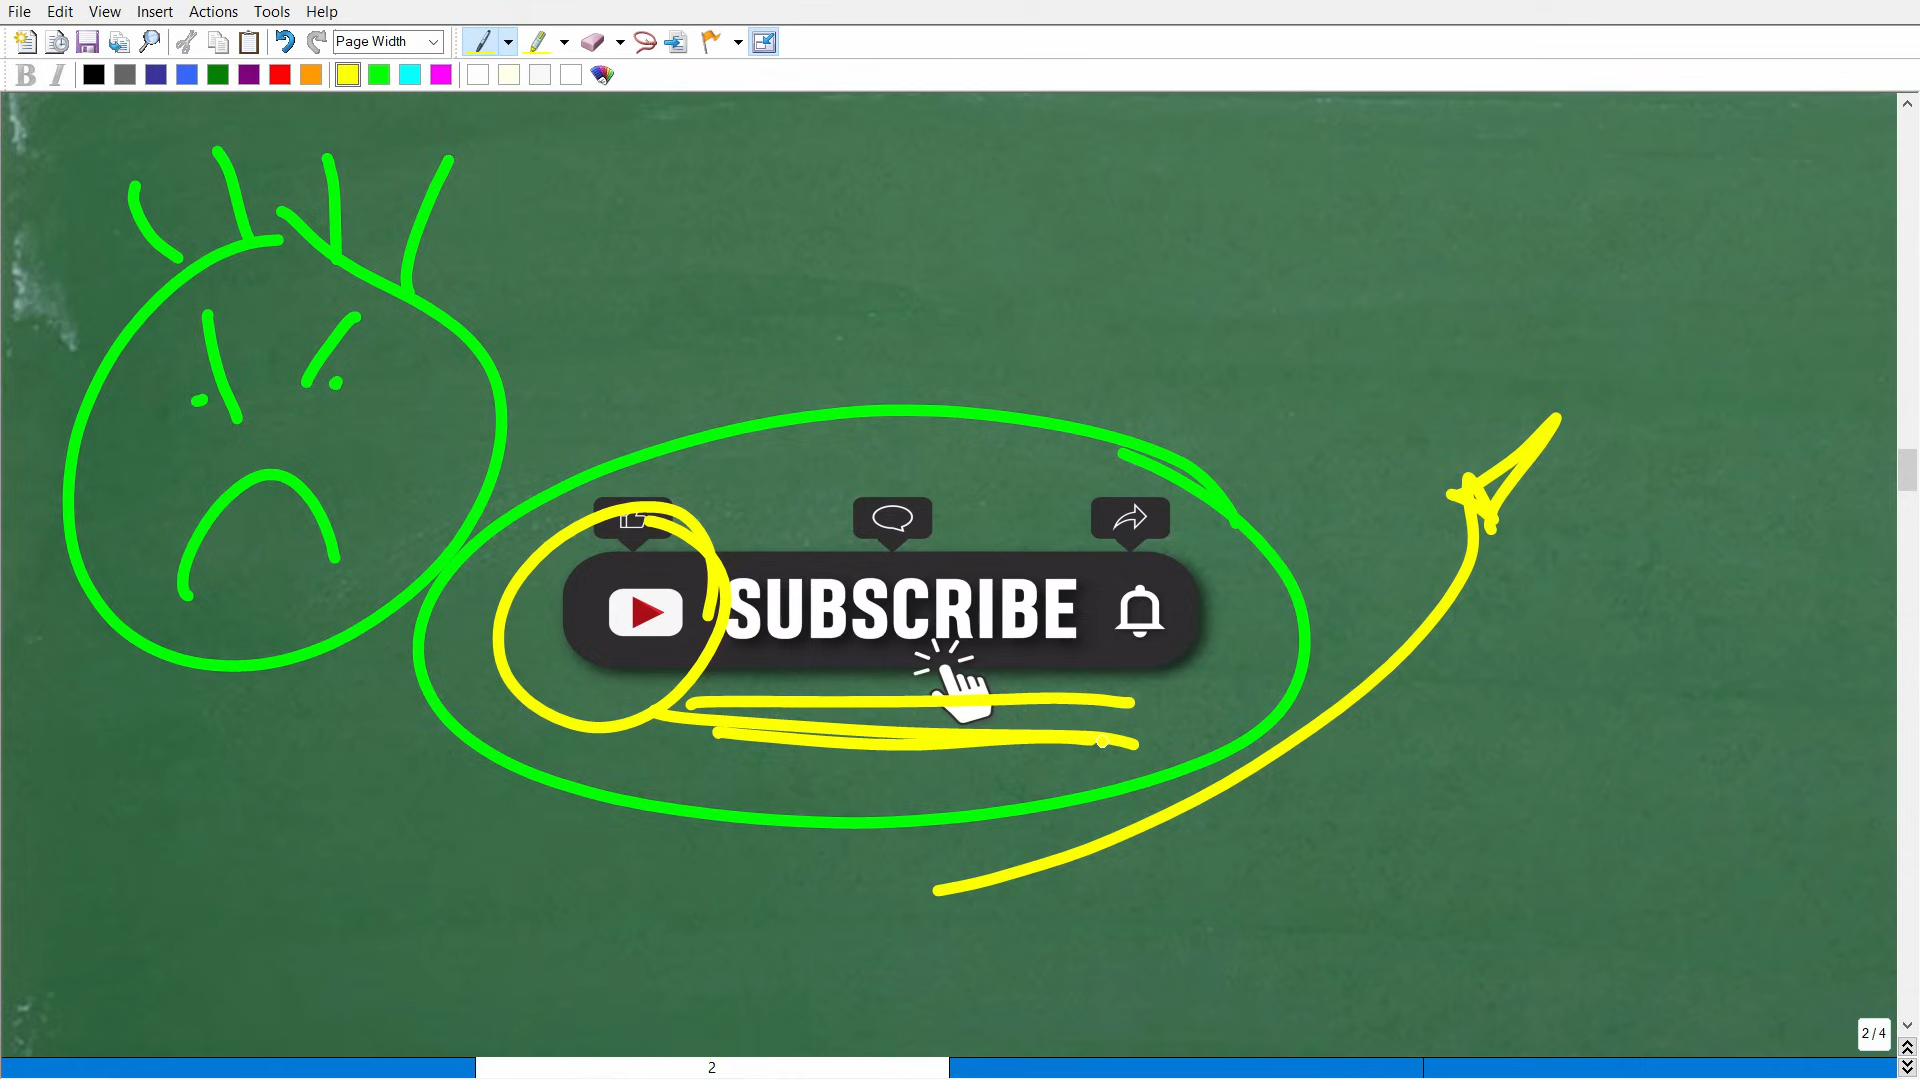 File Edit View Insert Actions Tools Help
Page Width
B I
SUBSCRIBE
2 / 4
2